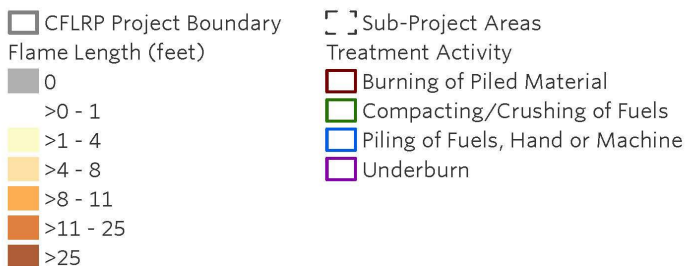 CFLRP Project Boundary
Flame Length (feet)
0
>0 - 1
>1 - 4
>4 - 8
>8 - 11
>11 - 25
>25
Sub-Project Areas
Treatment Activity
Burning of Piled Material
Compacting/Crushing of Fuels
Piling of Fuels, Hand or Machine
Underburn